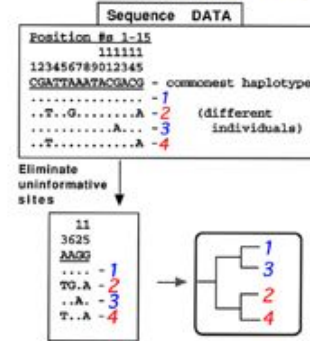 Sequence DATA
Position #s 1-15
111111
123456789012345
CGATTAAATACGACG - commonest haplotype
............... - 1
..T..G........A - 2 (different
............A... - 3 individuals)
..T...........A - 4
Eliminate
uninformative
sites
11
3625
AAGG
.... - 1
TG.A - 2
..A. - 3
T..A - 4
1
3
2
4